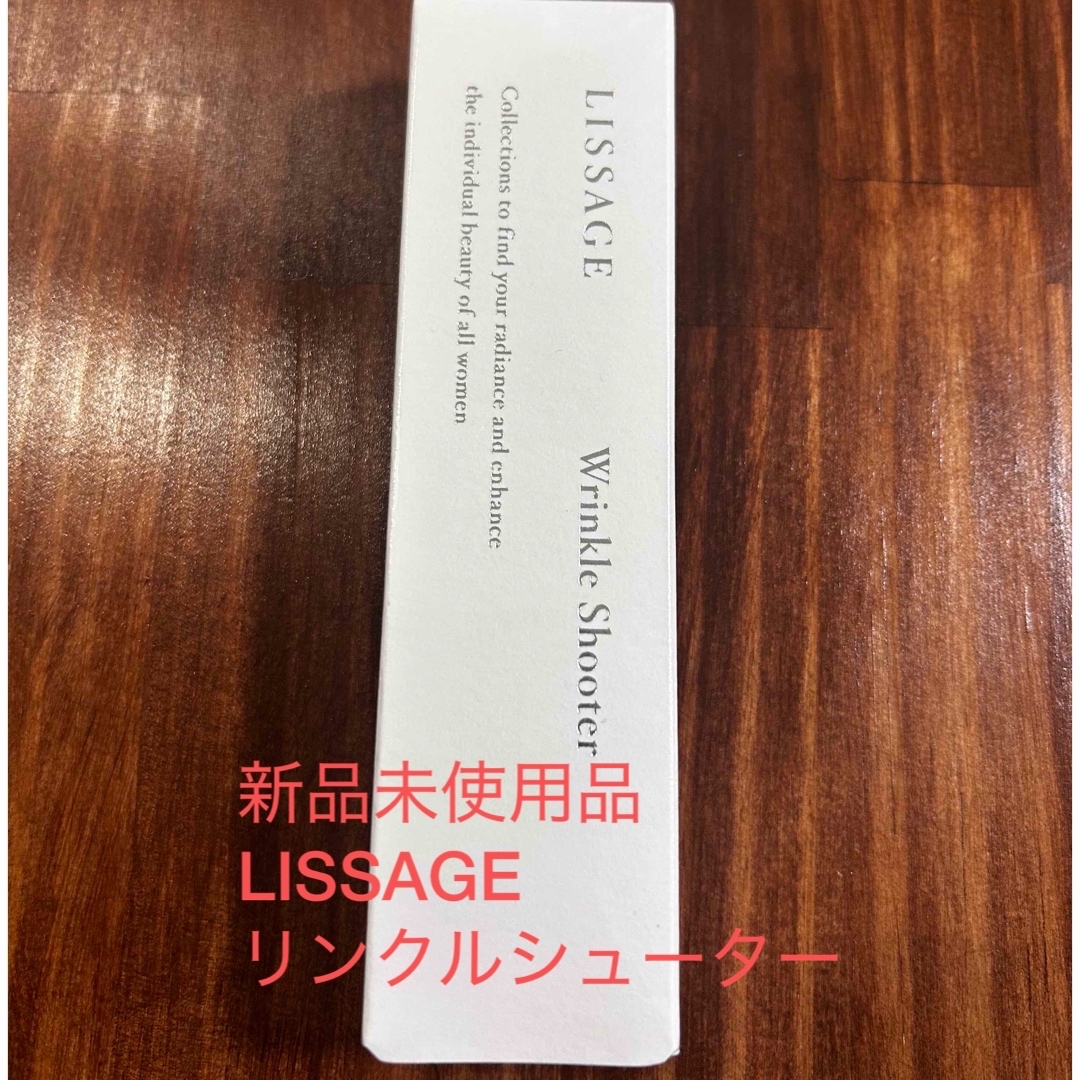 LISSAGE Wrinkle Shooter
Collections to find your radiance and enhance
the individual beauty of all women
新品未使用品
LISSAGE
リンクルシューター